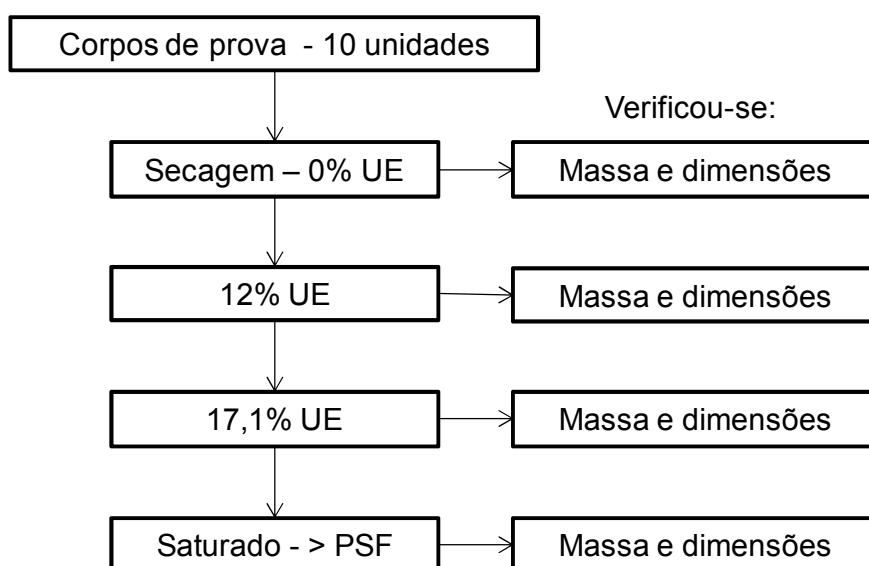 Corpos de prova - 10 unidades
Verificou-se:
Secagem – 0% UE
Massa e dimensões
12% UE
Massa e dimensões
17,1% UE
Massa e dimensões
Saturado - > PSF
Massa e dimensões